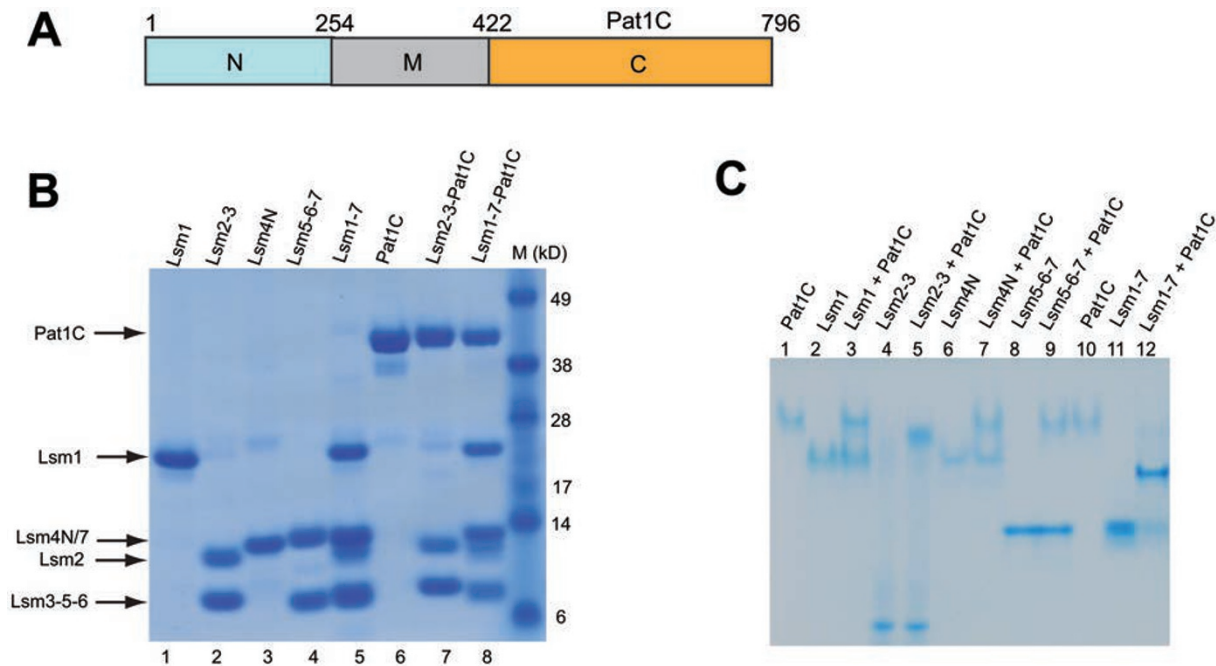 A
1 254 422 Pat1C 796
N M C
B
Lsm1 Lsm2-3 Lsm4N Lsm5-6-7 Lsm1-7 Pat1C Lsm2-3-Pat1C Lsm1-7-Pat1C M (kD)
49
Pat1C
38
28
Lsm1
17
14
Lsm4N/7
Lsm2
Lsm3-5-6
6
1 2 3 4 5 6 7 8
C
Pat1C Lsm1 Lsm1 + Pat1C Lsm2-3 Lsm2-3 + Pat1C Lsm4N Lsm4N + Pat1C Lsm5-6-7 Lsm5-6-7 + Pat1C Pat1C Lsm1-7 Lsm1-7 + Pat1C
1 2 3 4 5 6 7 8 9 10 11 12